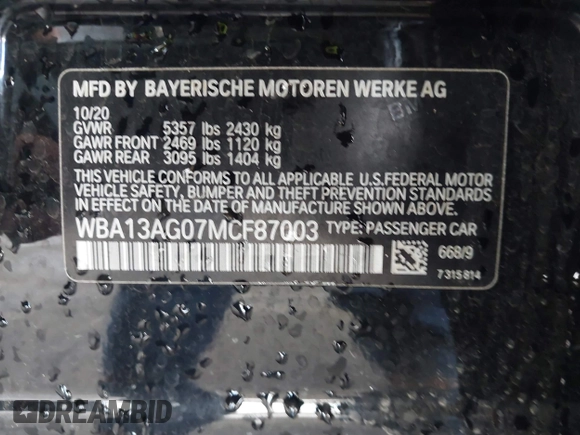 MFD BY BAYERISCHE MOTOREN WERKE AG
10/20
GVWR 5357 lbs 2430 kg
GAWR FRONT 2469 lbs 1120 kg
GAWR REAR 3095 lbs 1404 kg
THIS VEHICLE CONFORMS TO ALL APPLICABLE U.S.FEDERAL MOTOR
VEHICLE SAFETY, BUMPER AND THEFT PREVENTION STANDARDS
IN EFFECT ON THE DATE OF MANUFACTURE SHOWN ABOVE.
WBA13AG07MCF87003 TYPE: PASSENGER CAR
668/9
7 315 814
DREAMBID